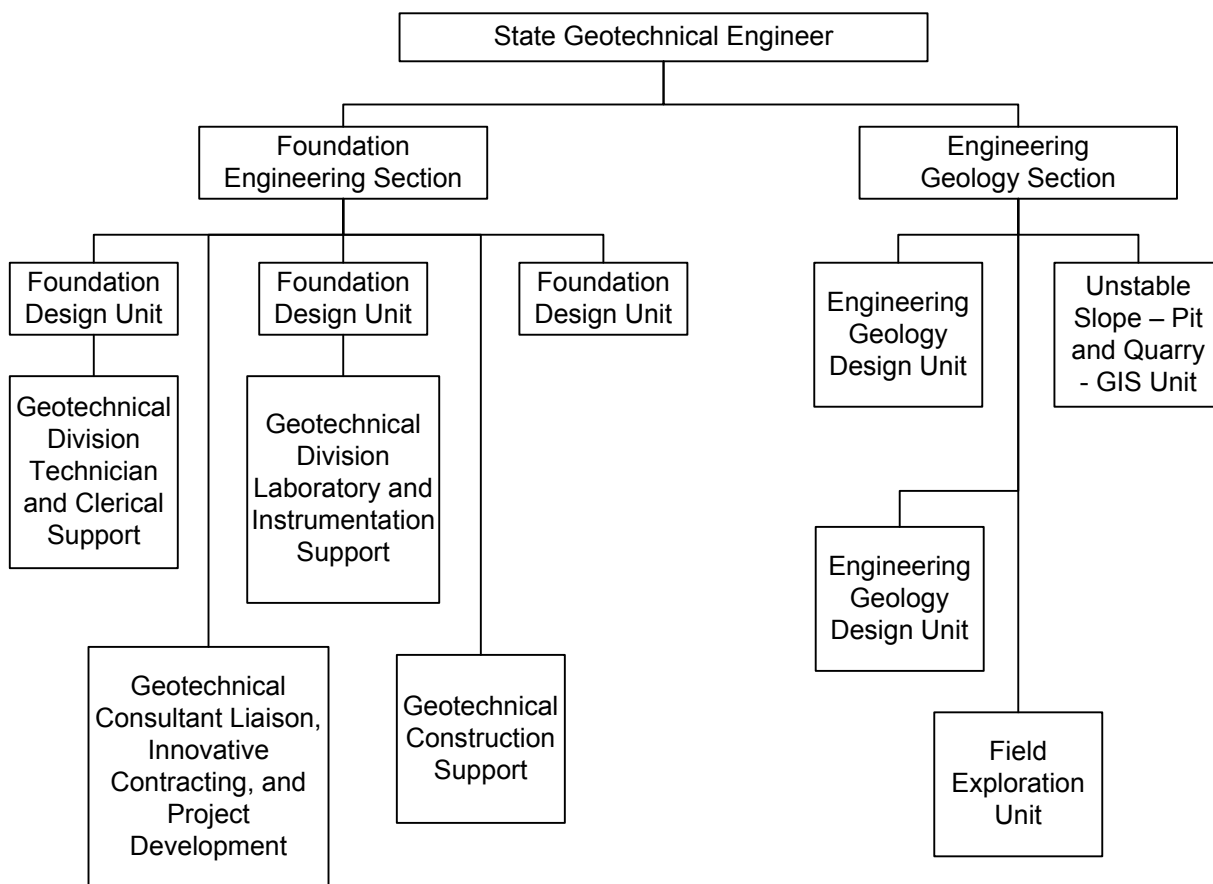 State Geotechnical Engineer
Foundation
Engineering Section
Engineering
Geology Section
Foundation
Design Unit
Foundation
Design Unit
Foundation
Design Unit
Engineering
Geology
Design Unit
Unstable
Slope – Pit
and Quarry
- GIS Unit
Geotechnical
Division
Technician
and Clerical
Support
Geotechnical
Division
Laboratory and
Instrumentation
Support
Engineering
Geology
Design Unit
Geotechnical
Consultant Liaison,
Innovative
Contracting, and
Project
Development
Geotechnical
Construction
Support
Field
Exploration
Unit